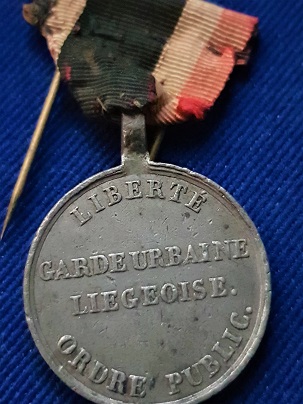 LIBERTÉ
GARDE URBAINE
LIEGEOISE.
ORDRE PUBLIC.